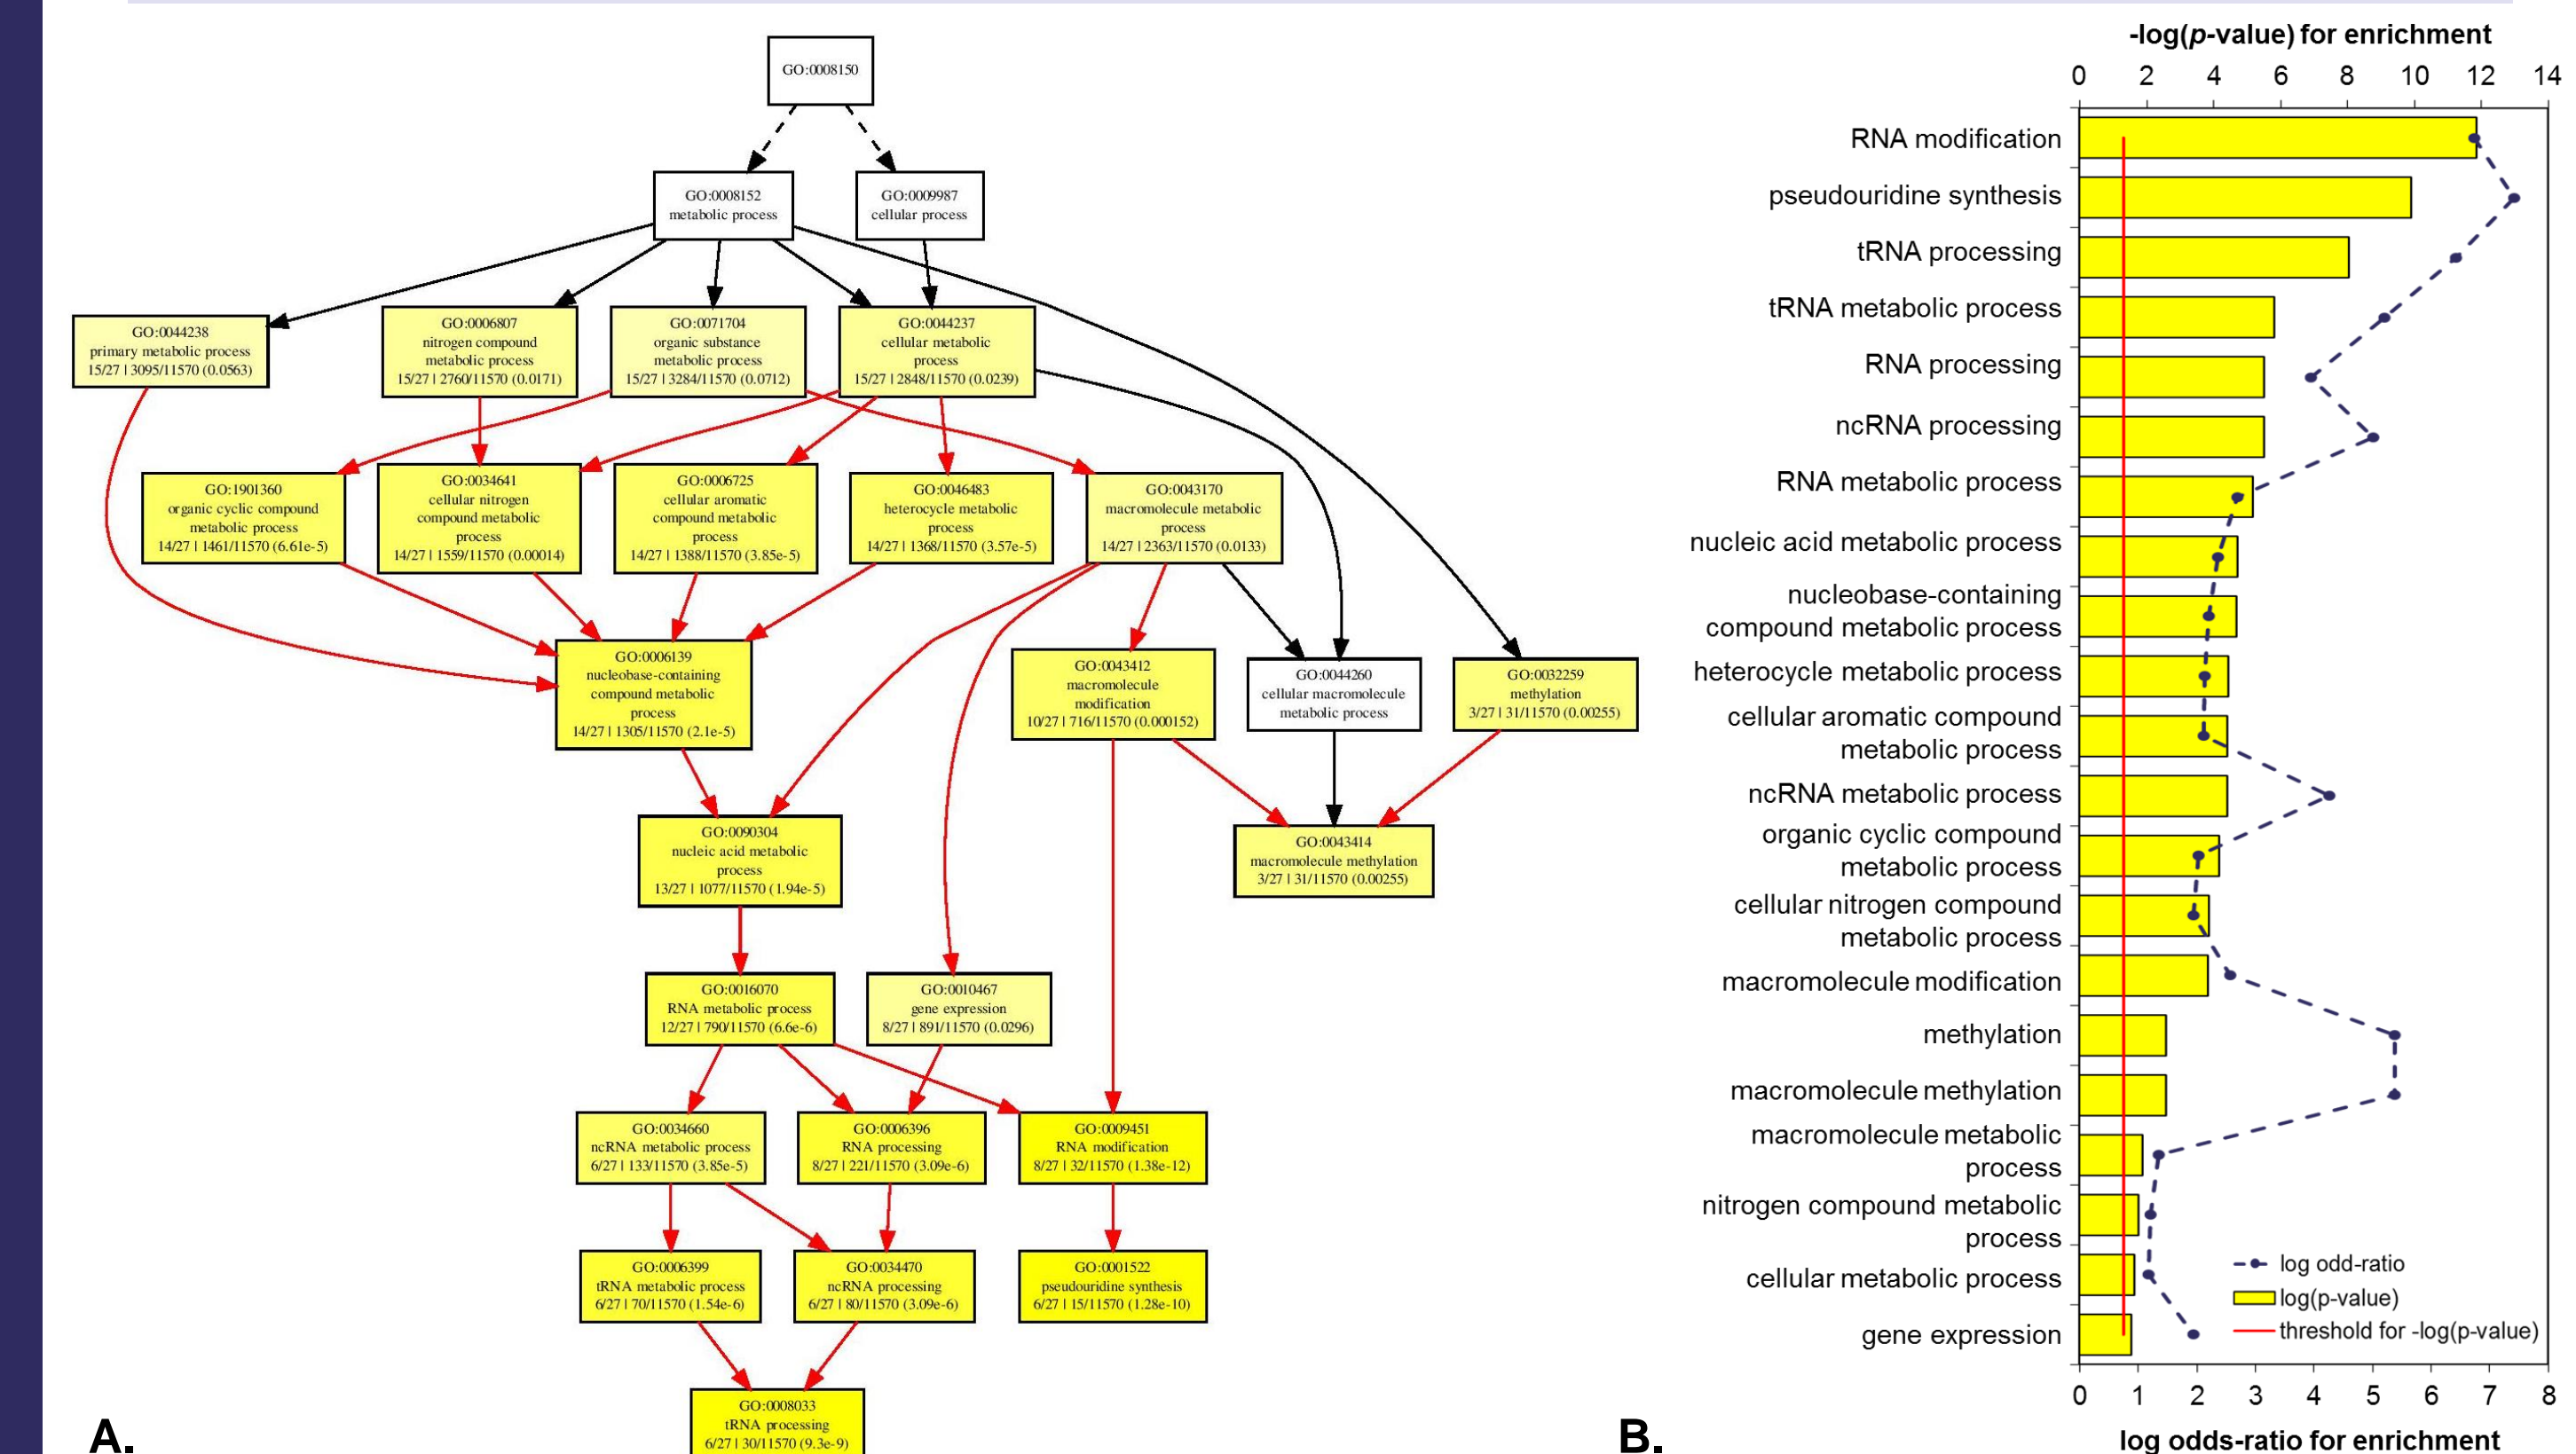 GO:0008150
GO:0008152
metabolic process
GO:0009987
cellular process
GO:0044238
primary metabolic process
15/27 | 3095/11570 (0.0563)
GO:0006807
nitrogen compound
metabolic process
15/27 | 2760/11570 (0.0171)
GO:0071704
organic substance
metabolic process
15/27 | 3284/11570 (0.0712)
GO:0044237
cellular metabolic
process
15/27 | 2848/11570 (0.0239)
GO:1901360
organic cyclic compound
metabolic process
14/27 | 1461/11570 (6.61e-5)
GO:0034641
cellular nitrogen
compound metabolic
process
14/27 | 1559/11570 (0.00014)
GO:0006725
cellular aromatic
compound metabolic
process
14/27 | 1388/11570 (3.85e-5)
GO:0046483
heterocycle metabolic
process
14/27 | 1368/11570 (3.57e-5)
GO:0043170
macromolecule metabolic
process
14/27 | 2363/11570 (0.0133)
GO:0006139
nucleobase-containing
compound metabolic
process
14/27 | 1305/11570 (2.1e-5)
GO:0043412
macromolecule
modification
10/27 | 716/11570 (0.000152)
GO:0044260
cellular macromolecule
metabolic process
GO:0032259
methylation
3/27 | 31/11570 (0.00255)
GO:0090304
nucleic acid metabolic
process
13/27 | 1077/11570 (1.94e-5)
GO:0043414
macromolecule methylation
3/27 | 31/11570 (0.00255)
GO:0016070
RNA metabolic process
12/27 | 790/11570 (6.6e-6)
GO:0010467
gene expression
8/27 | 891/11570 (0.0296)
GO:0034660
ncRNA metabolic process
6/27 | 133/11570 (3.85e-5)
GO:0006396
RNA processing
8/27 | 221/11570 (3.09e-6)
GO:0009451
RNA modification
8/27 | 32/11570 (1.38e-12)
GO:0006399
tRNA metabolic process
6/27 | 70/11570 (1.54e-6)
GO:0034470
ncRNA processing
6/27 | 80/11570 (3.09e-6)
GO:0001522
pseudouridine synthesis
6/27 | 15/11570 (1.28e-10)
GO:0008033
tRNA processing
6/27 | 30/11570 (9.3e-9)
A.
-log(p-value) for enrichment
0 2 4 6 8 10 12 14
RNA modification
pseudouridine synthesis
tRNA processing
tRNA metabolic process
RNA processing
ncRNA processing
RNA metabolic process
nucleic acid metabolic process
nucleobase-containing
compound metabolic process
heterocycle metabolic process
cellular aromatic compound
metabolic process
ncRNA metabolic process
organic cyclic compound
metabolic process
cellular nitrogen compound
metabolic process
macromolecule modification
methylation
macromolecule methylation
macromolecule metabolic
process
nitrogen compound metabolic
process
cellular metabolic process
gene expression
log odd-ratio
log(p-value)
threshold for -log(p-value)
0 1 2 3 4 5 6 7 8
log odds-ratio for enrichment
B.